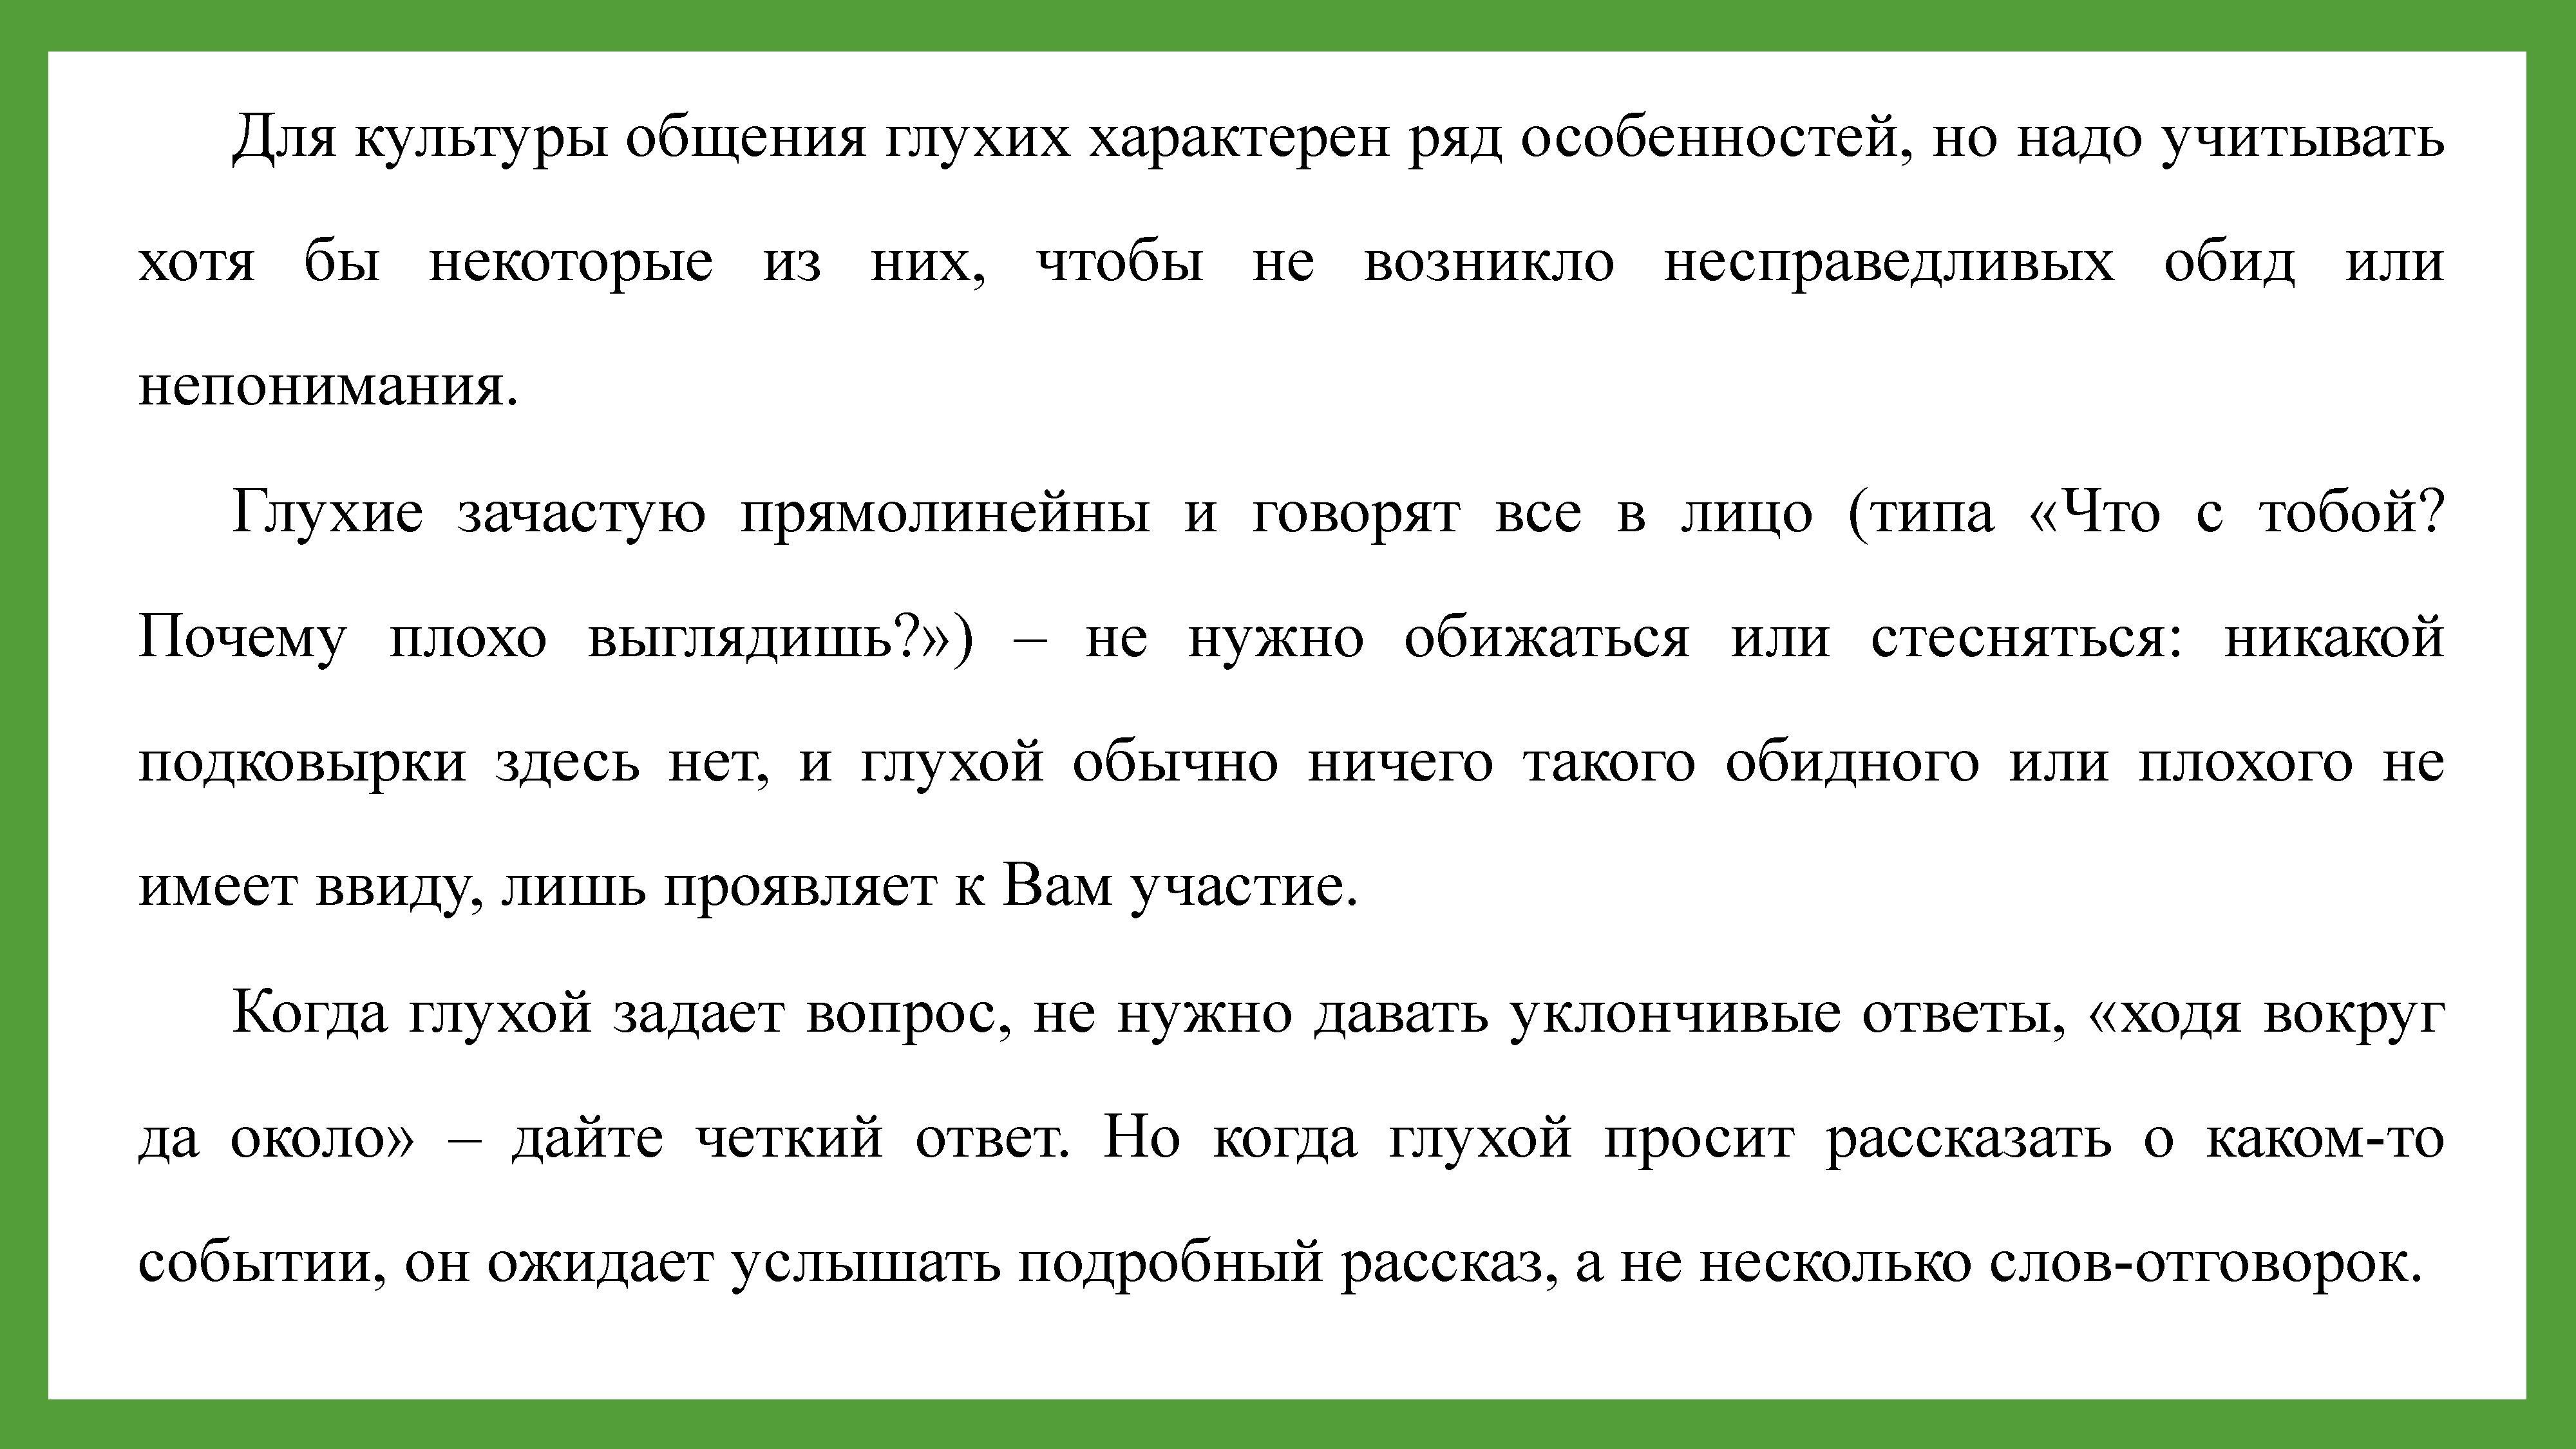 Для культуры общения глухих характерен ряд особенностей, но надо учитывать
хотя бы некоторые из них, чтобы не возникло несправедливых обид или
непонимания.
Глухие зачастую прямолинейны и говорят все в лицо (типа «Что с тобой?
Почему плохо выглядишь?») – не нужно обижаться или стесняться: никакой
подковырки здесь нет, и глухой обычно ничего такого обидного или плохого не
имеет ввиду, лишь проявляет к Вам участие.
Когда глухой задает вопрос, не нужно давать уклончивые ответы, «ходя вокруг
да около» – дайте четкий ответ. Но когда глухой просит рассказать о каком-то
событии, он ожидает услышать подробный рассказ, а не несколько слов-отговорок.